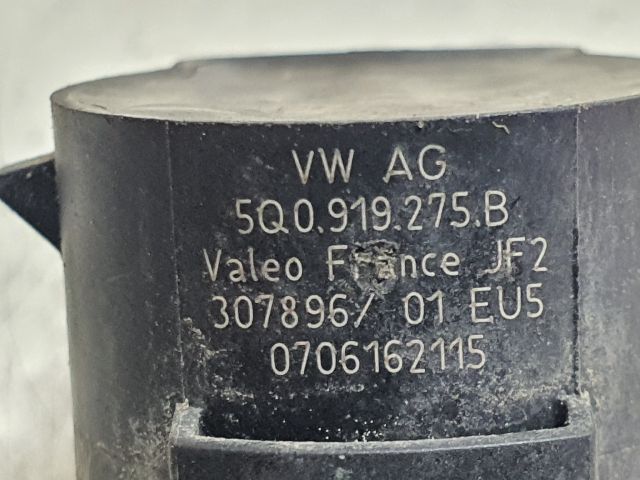 VW AG
5Q0.919.275.B
Valeo France JF2
307896/ 01 EU5
0706162115